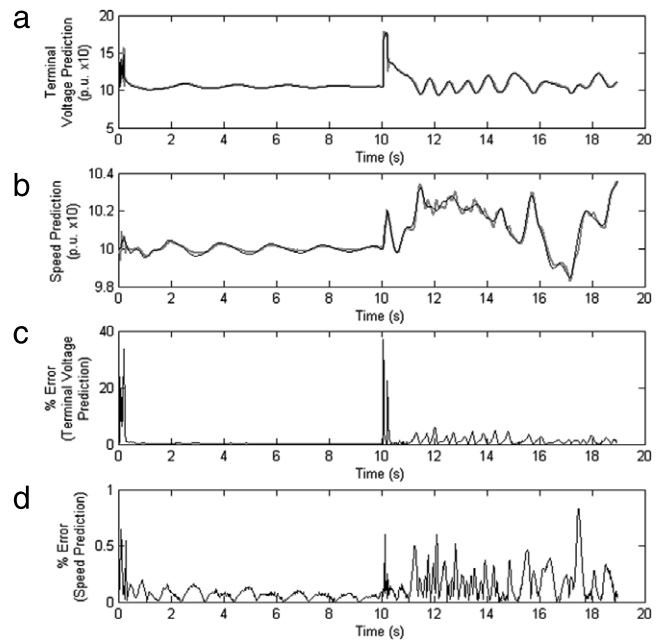 a
Terminal
Voltage Prediction
(p.u. x10)
20
15
10
5
0 2 4 6 8 10 12 14 16 18 20
Time (s)
b
Speed Prediction
(p.u. x10)
10.4
10.2
10
9.8
0 2 4 6 8 10 12 14 16 18 20
Time (s)
c
% Error
(Terminal Voltage
Prediction)
40
20
0
0 2 4 6 8 10 12 14 16 18 20
Time (s)
d
% Error
(Speed Prediction)
1
0.5
0
0 2 4 6 8 10 12 14 16 18 20
Time (s)